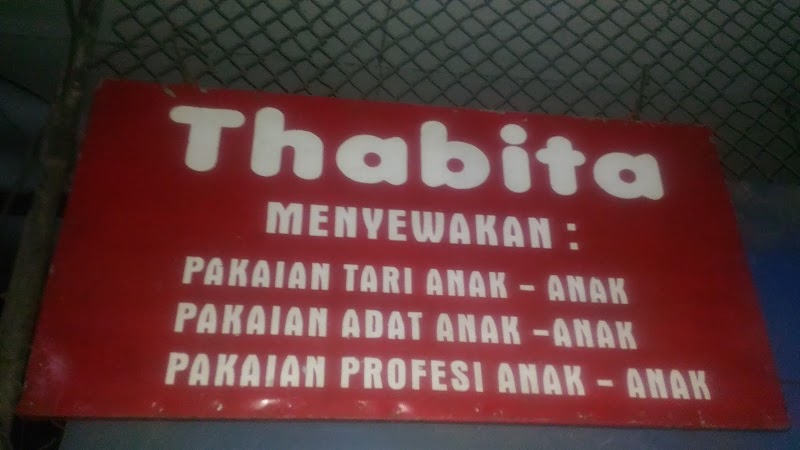 Thabita
MENYEWAKAN :
PAKAIAN TARI ANAK - ANAK
PAKAIAN ADAT ANAK -ANAK
PAKAIAN PROFESI ANAK - ANAK